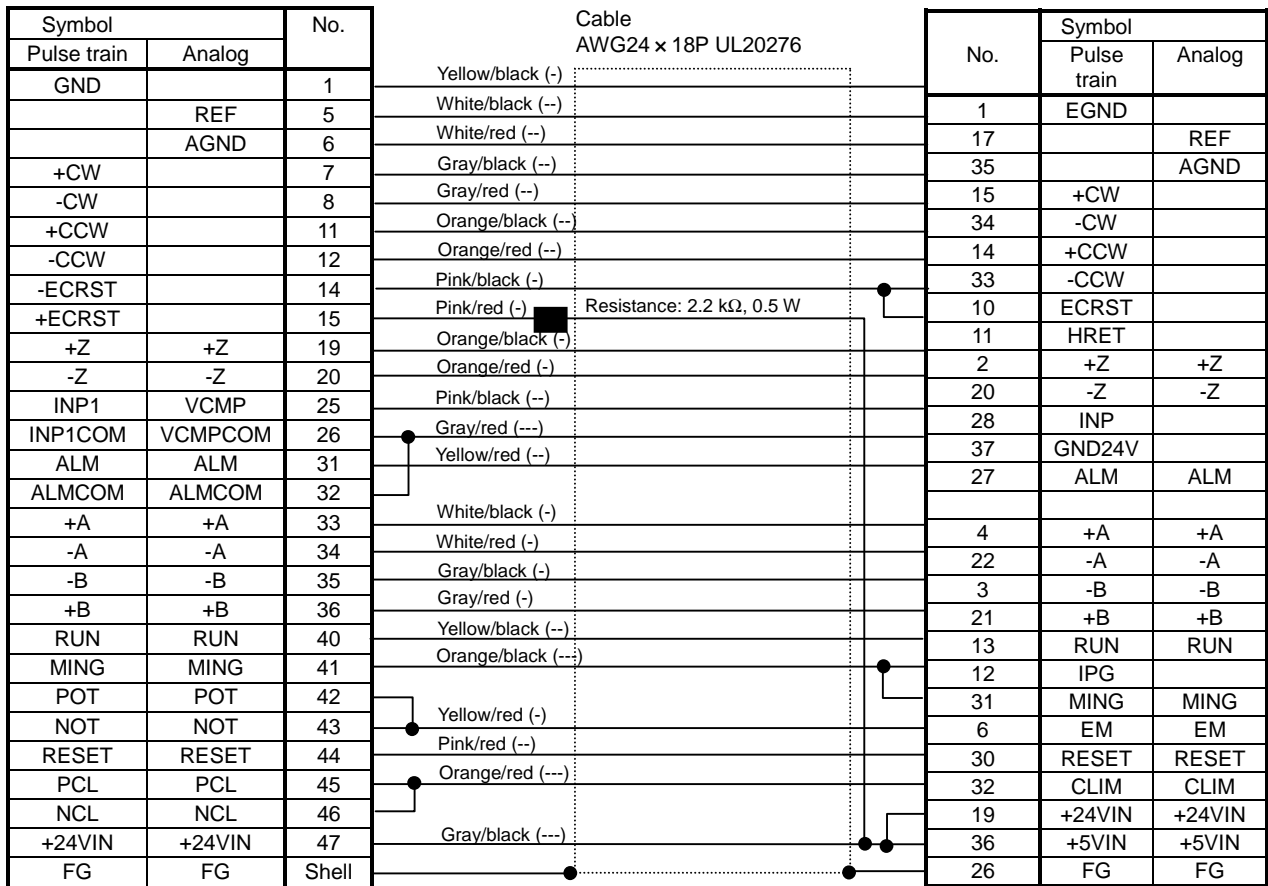 Symbol No.
Pulse train Analog
GND 1
REF 5
AGND 6
+CW 7
-CW 8
+CCW 11
-CCW 12
-ECRST 14
+ECRST 15
+Z +Z 19
-Z -Z 20
INP1 VCMP 25
INP1COM VCMPCOM 26
ALM ALM 31
ALMCOM ALMCOM 32
+A +A 33
-A -A 34
-B -B 35
+B +B 36
RUN RUN 40
MING MING 41
POT POT 42
NOT NOT 43
RESET RESET 44
PCL PCL 45
NCL NCL 46
+24VIN +24VIN 47
FG FG Shell
Cable
AWG24 × 18P UL20276
Yellow/black (-)
White/black (--)
White/red (--)
Gray/black (--)
Gray/red (--)
Orange/black (--)
Orange/red (--)
Pink/black (-)
Pink/red (-) Resistance: 2.2 kΩ, 0.5 W
Orange/black (-)
Orange/red (-)
Pink/black (--)
Gray/red (---)
Yellow/red (--)
White/black (-)
White/red (-)
Gray/black (-)
Gray/red (-)
Yellow/black (--)
Orange/black (---)
Yellow/red (-)
Pink/red (--)
Orange/red (---)
Gray/black (---)
No. Symbol
Pulse train Analog
1 EGND
17 REF
35 AGND
15 +CW
34 -CW
14 +CCW
33 -CCW
10 ECRST
11 HRET
2 +Z +Z
20 -Z -Z
28 INP
37 GND24V
27 ALM ALM
4 +A +A
22 -A -A
3 -B -B
21 +B +B
13 RUN RUN
12 IPG
31 MING MING
6 EM EM
30 RESET RESET
32 CLIM CLIM
19 +24VIN +24VIN
36 +5VIN +5VIN
26 FG FG